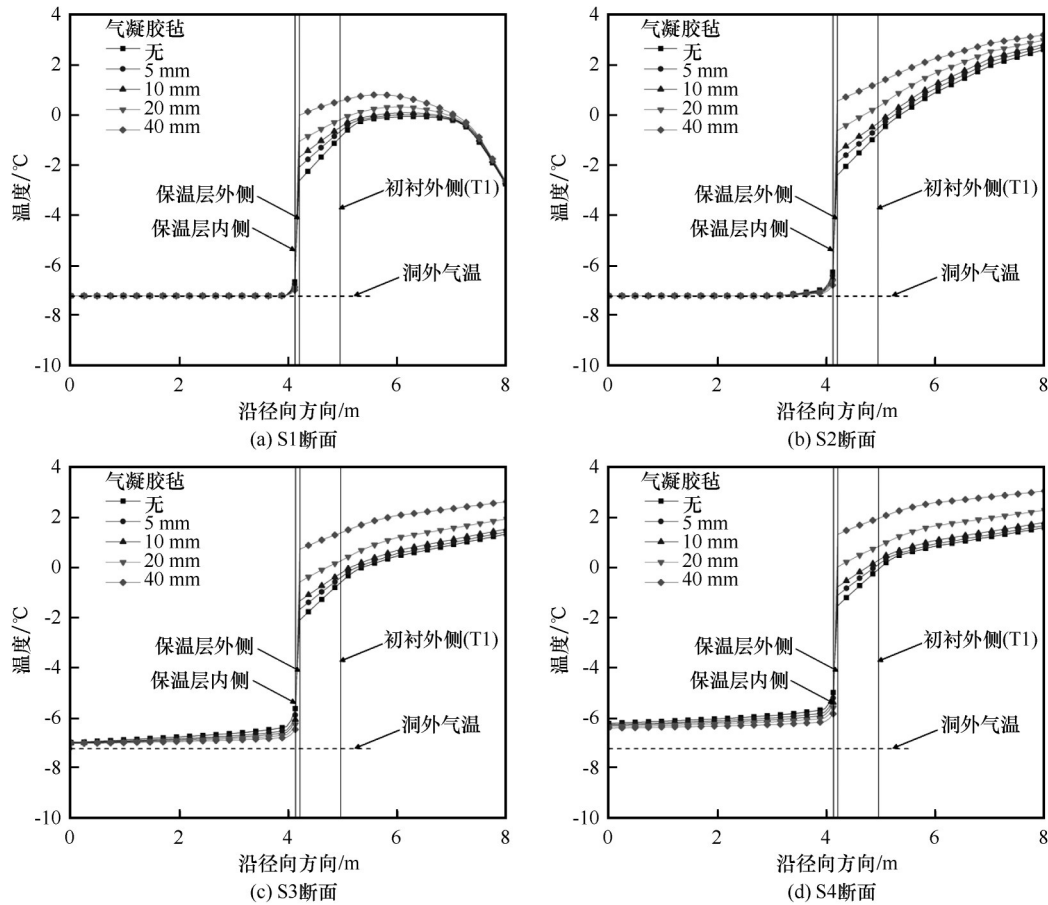 4
2
0
-2
-4
-6
-8
-10
温度/℃
气凝胶毡
无
5 mm
10 mm
20 mm
40 mm
保温层外侧
保温层内侧
初衬外侧(T1)
洞外气温
0 2 4 6 8
沿径向方向/m
(a) S1断面
4
2
0
-2
-4
-6
-8
-10
温度/℃
气凝胶毡
无
5 mm
10 mm
20 mm
40 mm
保温层外侧
保温层内侧
初衬外侧(T1)
洞外气温
0 2 4 6 8
沿径向方向/m
(b) S2断面
4
2
0
-2
-4
-6
-8
-10
温度/℃
气凝胶毡
无
5 mm
10 mm
20 mm
40 mm
保温层外侧
保温层内侧
初衬外侧(T1)
洞外气温
0 2 4 6 8
沿径向方向/m
(c) S3断面
4
2
0
-2
-4
-6
-8
-10
温度/℃
气凝胶毡
无
5 mm
10 mm
20 mm
40 mm
保温层外侧
保温层内侧
初衬外侧(T1)
洞外气温
0 2 4 6 8
沿径向方向/m
(d) S4断面